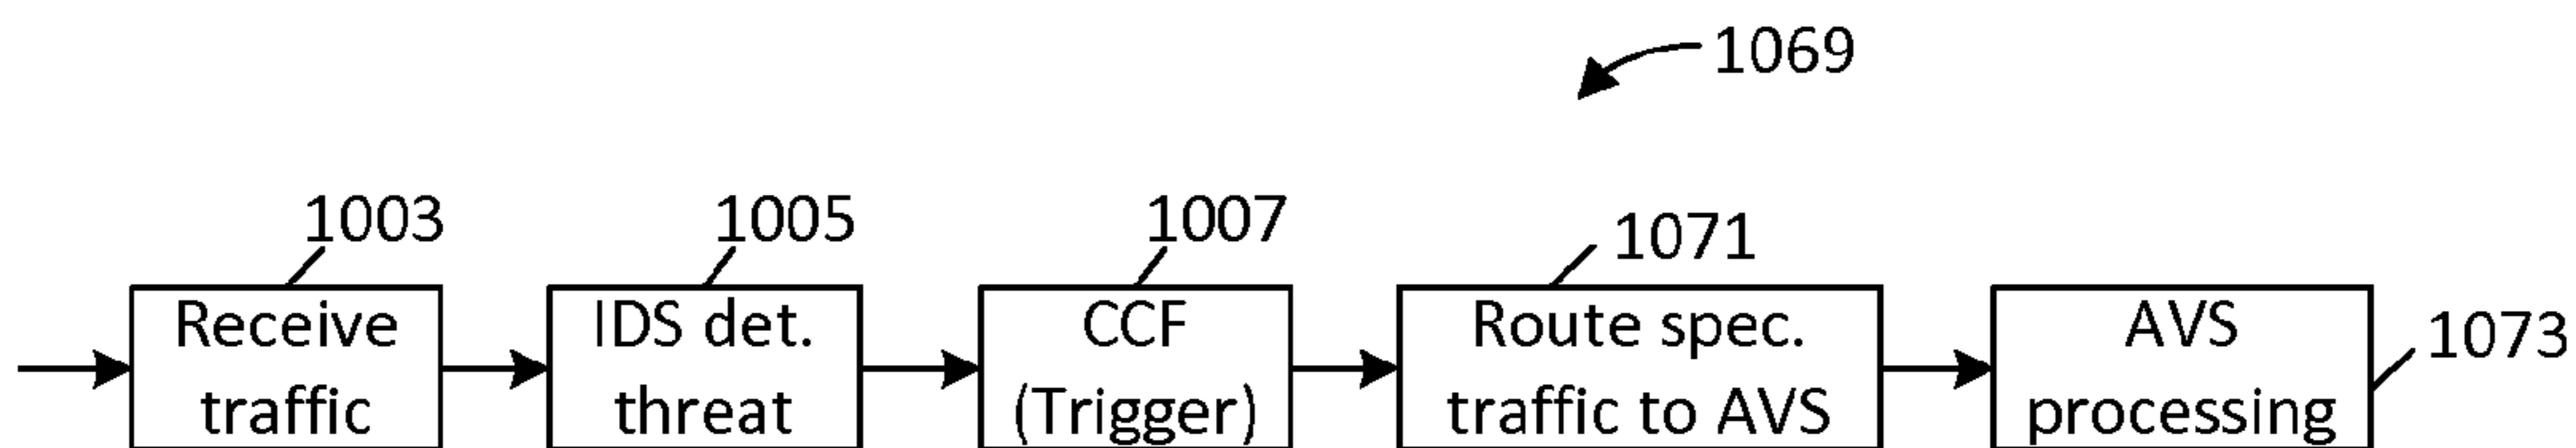 1069
1003
1005
1007
1071
Receive
traffic
IDS det.
threat
CCF
(Trigger)
Route spec.
traffic to AVS
AVS
processing
1073